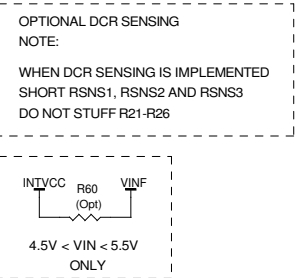 OPTIONAL DCR SENSING
NOTE:
WHEN DCR SENSING IS IMPLEMENTED
SHORT RSNS1, RSNS2 AND RSNS3
DO NOT STUFF R21-R26
INTVCC R60 VINF
(Opt)
4.5V < VIN < 5.5V
ONLY